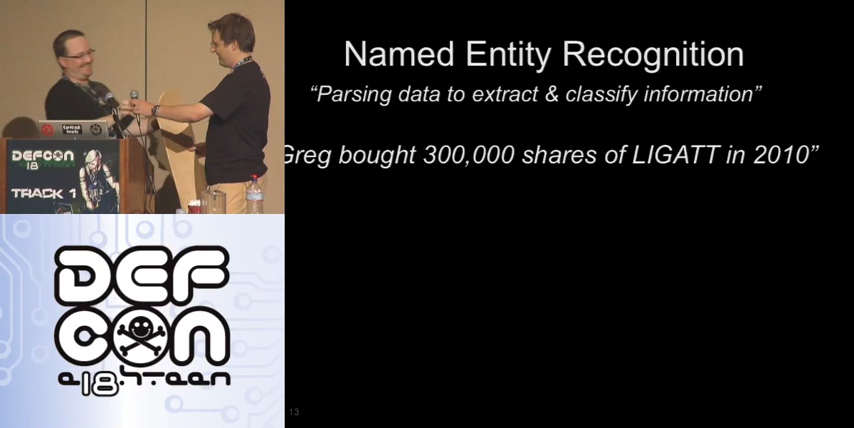 Named Entity Recognition
“Parsing data to extract & classify information”
Greg bought 300,000 shares of LIGATT in 2010”
13
DEFCON
18
TRACK 1
DEF
CON